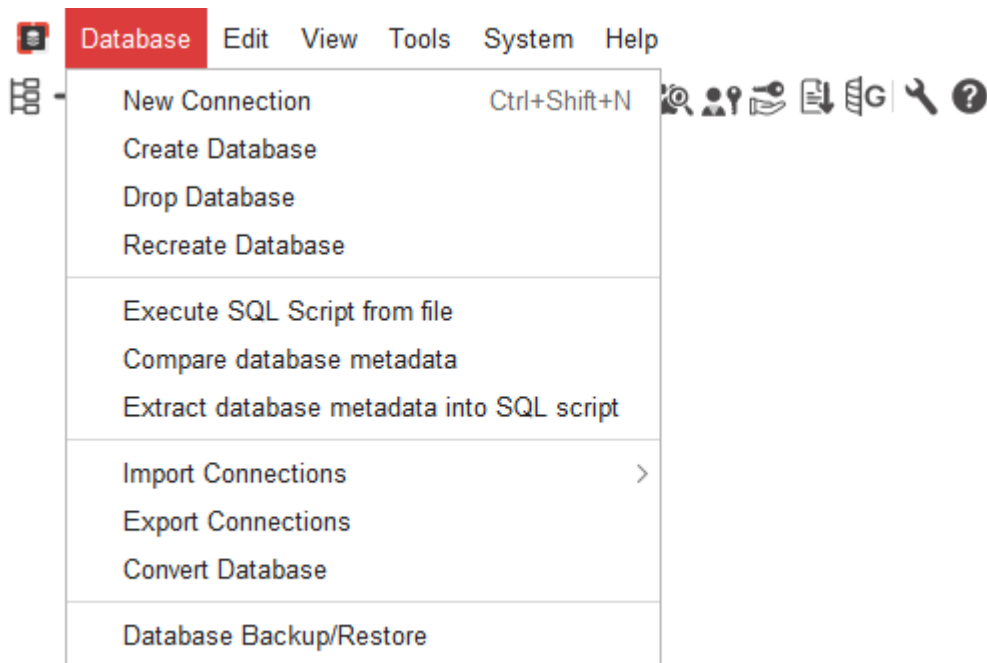 Database Edit View Tools System Help
New Connection Ctrl+Shift+N
Create Database
Drop Database
Recreate Database
Execute SQL Script from file
Compare database metadata
Extract database metadata into SQL script
Import Connections
Export Connections
Convert Database
Database Backup/Restore